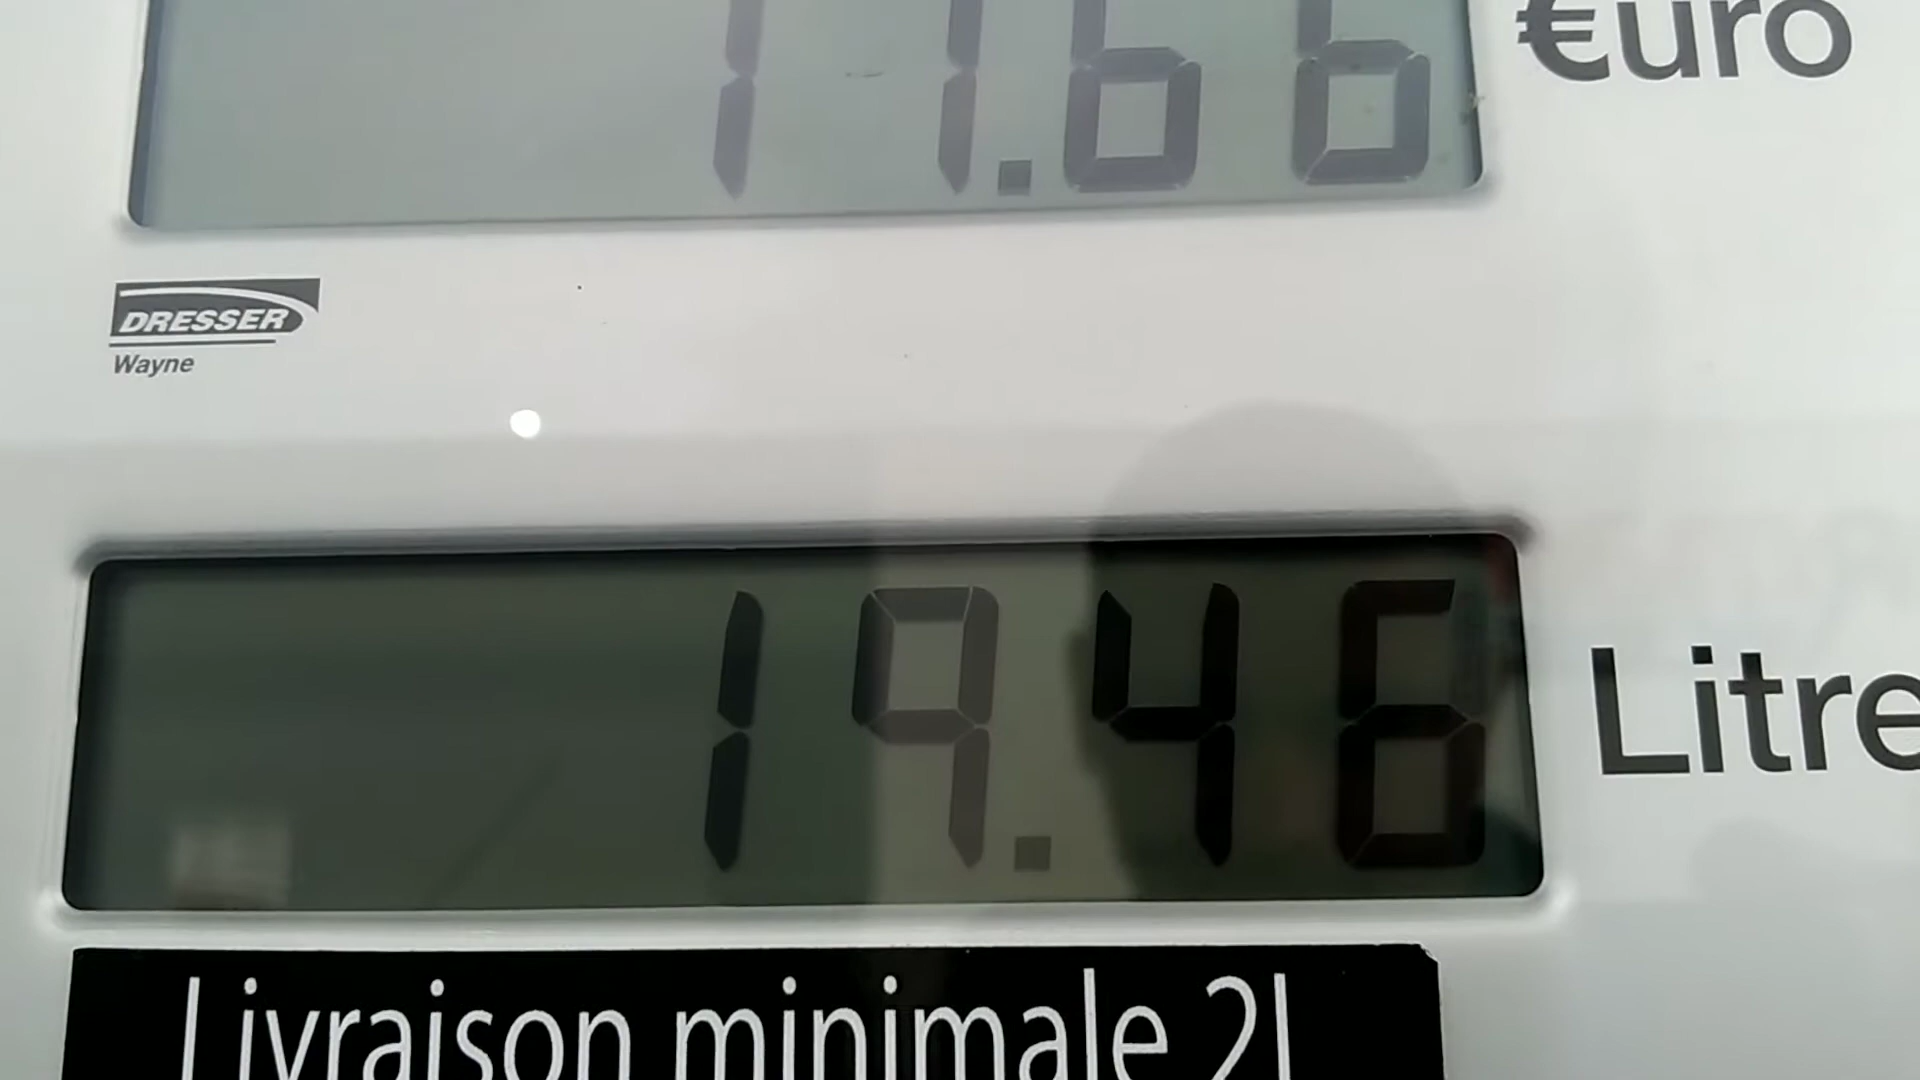 11.66 €uro
DRESSER
Wayne
19.46 Litre
Livraison minimale 2L